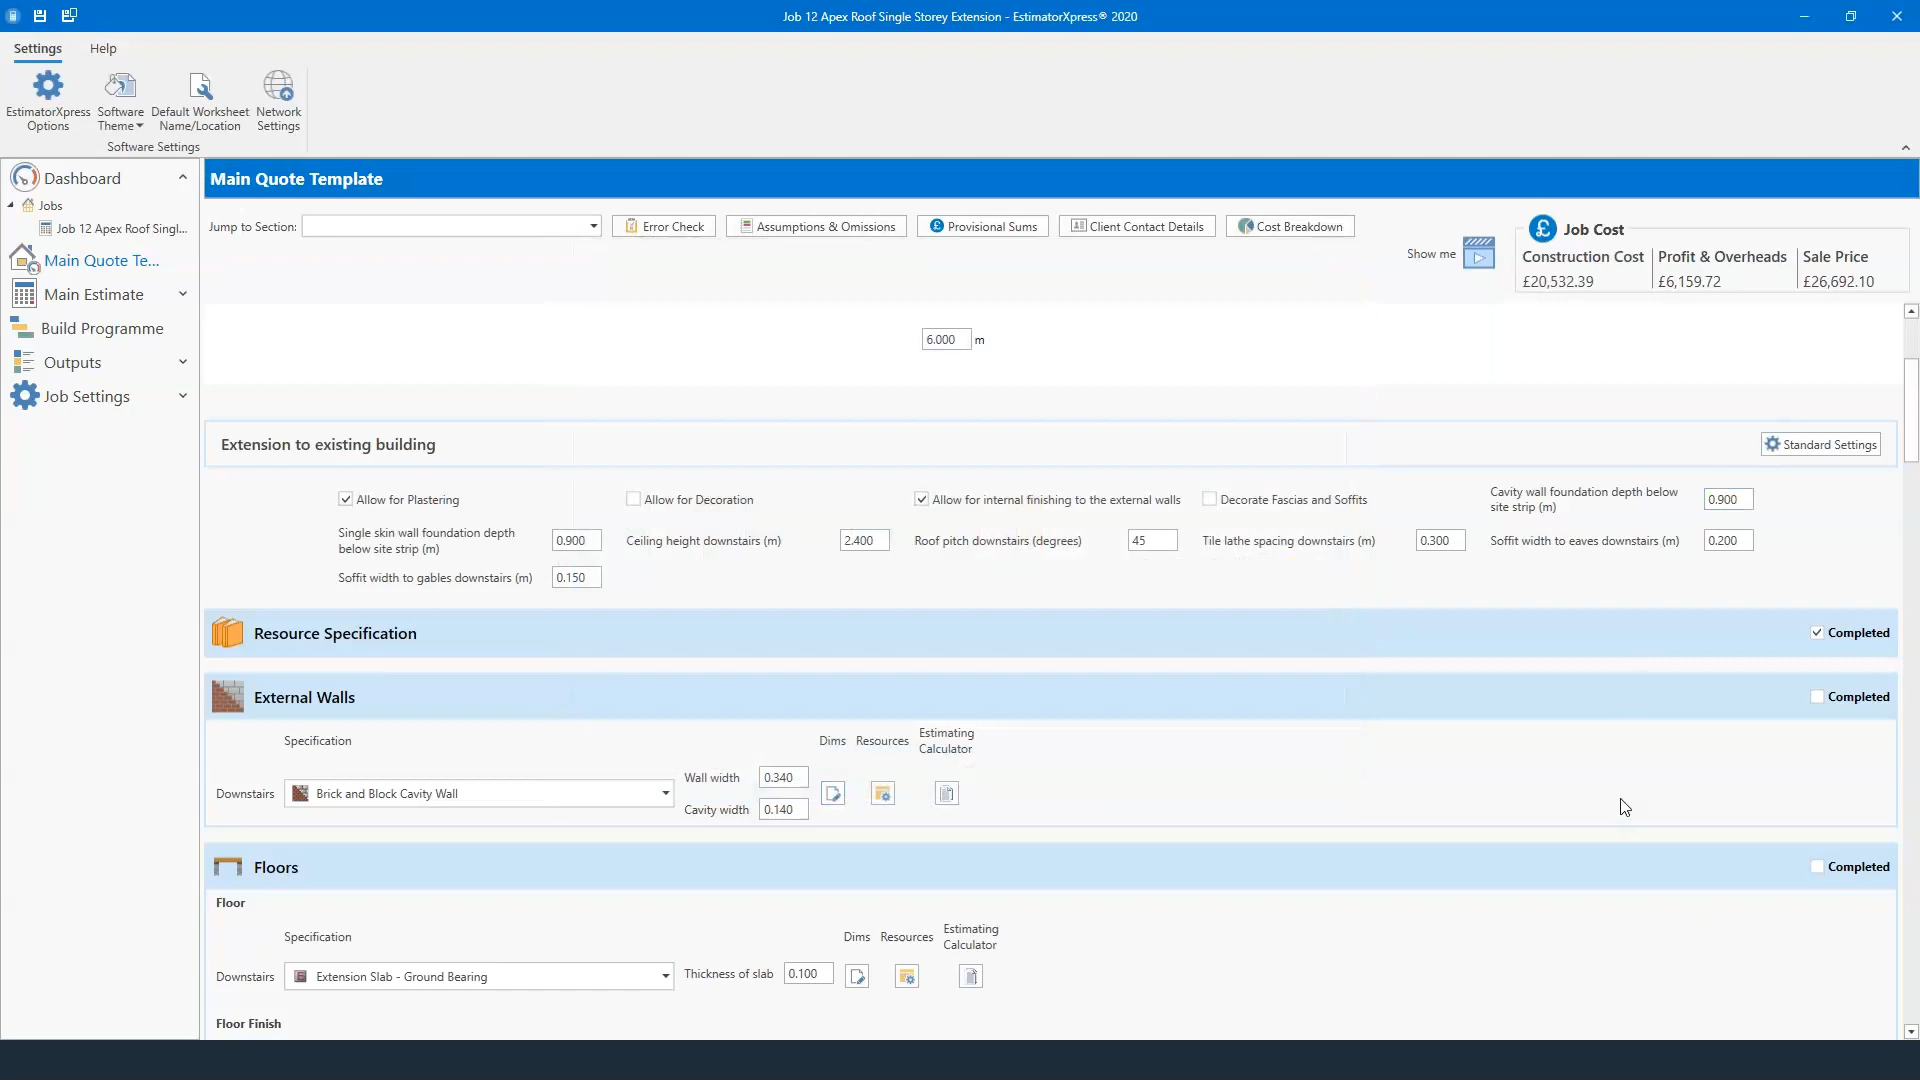 Job 12 Apex Roof Single Storey Extension - EstimatorXpress® 2020
Settings
Help
EstimatorXpress Options
Software Theme
Default Worksheet Name/Location
Network Settings
Software Settings
Dashboard
Jobs
Job 12 Apex Roof Singl...
Main Quote Te...
Main Estimate
Build Programme
Outputs
Job Settings
Main Quote Template
Jump to Section:
Error Check
Assumptions & Omissions
Provisional Sums
Client Contact Details
Cost Breakdown
Show me
Job Cost
Construction Cost
Profit & Overheads
Sale Price
£20,532.39
£6,159.72
£26,692.10
6.000 m
Extension to existing building
Standard Settings
Allow for Plastering
Allow for Decoration
Allow for internal finishing to the external walls
Decorate Fascias and Soffits
Cavity wall foundation depth below site strip (m)
0.900
Single skin wall foundation depth below site strip (m)
0.900
Ceiling height downstairs (m)
2.400
Roof pitch downstairs (degrees)
45
Tile lathe spacing downstairs (m)
0.300
Soffit width to eaves downstairs (m)
0.200
Soffit width to gables downstairs (m)
0.150
Resource Specification
Completed
External Walls
Completed
Specification
Dims
Resources
Estimating Calculator
Downstairs
Brick and Block Cavity Wall
Wall width
0.340
Cavity width
0.140
Floors
Completed
Floor
Specification
Dims
Resources
Estimating Calculator
Downstairs
Extension Slab - Ground Bearing
Thickness of slab
0.100
Floor Finish